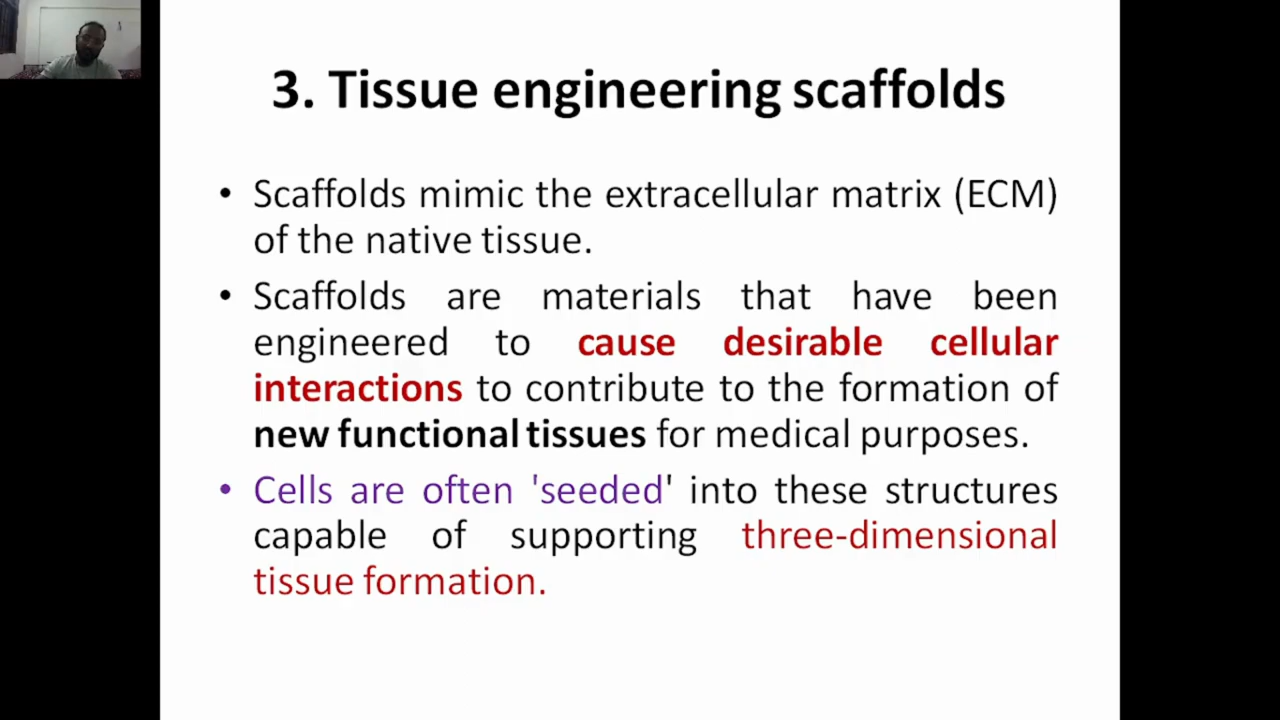 3. Tissue engineering scaffolds
• Scaffolds mimic the extracellular matrix (ECM)
of the native tissue.
• Scaffolds are materials that have been
engineered to cause desirable cellular
interactions to contribute to the formation of
new functional tissues for medical purposes.
• Cells are often 'seeded' into these structures
capable of supporting three-dimensional
tissue formation.